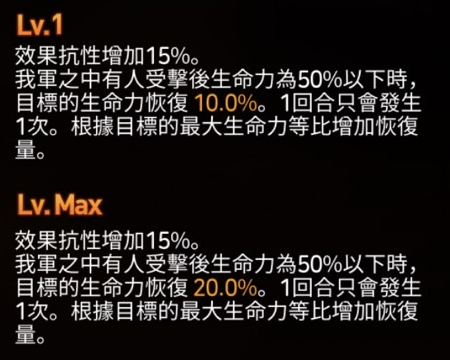 Lv.1
效果抗性增加15%。
我軍之中有人受擊後生命力為50%以下時，
目標的生命力恢復 10.0%。1回合只會發生
1次。根據目標的最大生命力等比增加恢復
量。
Lv.Max
效果抗性增加15%。
我軍之中有人受擊後生命力為50%以下時，
目標的生命力恢復 20.0%。1回合只會發生
1次。根據目標的最大生命力等比增加恢復
量。